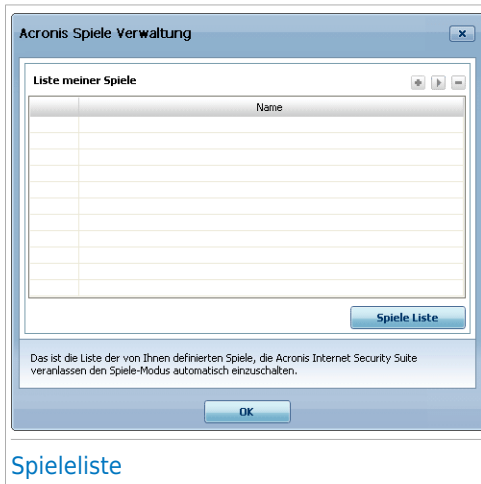 Acronis Spiele Verwaltung
Liste meiner Spiele
Name
Spiele Liste
Das ist die Liste der von Ihnen definierten Spiele, die Acronis Internet Security Suite
veranlassen den Spiele-Modus automatisch einzuschalten.
OK
Spieleliste